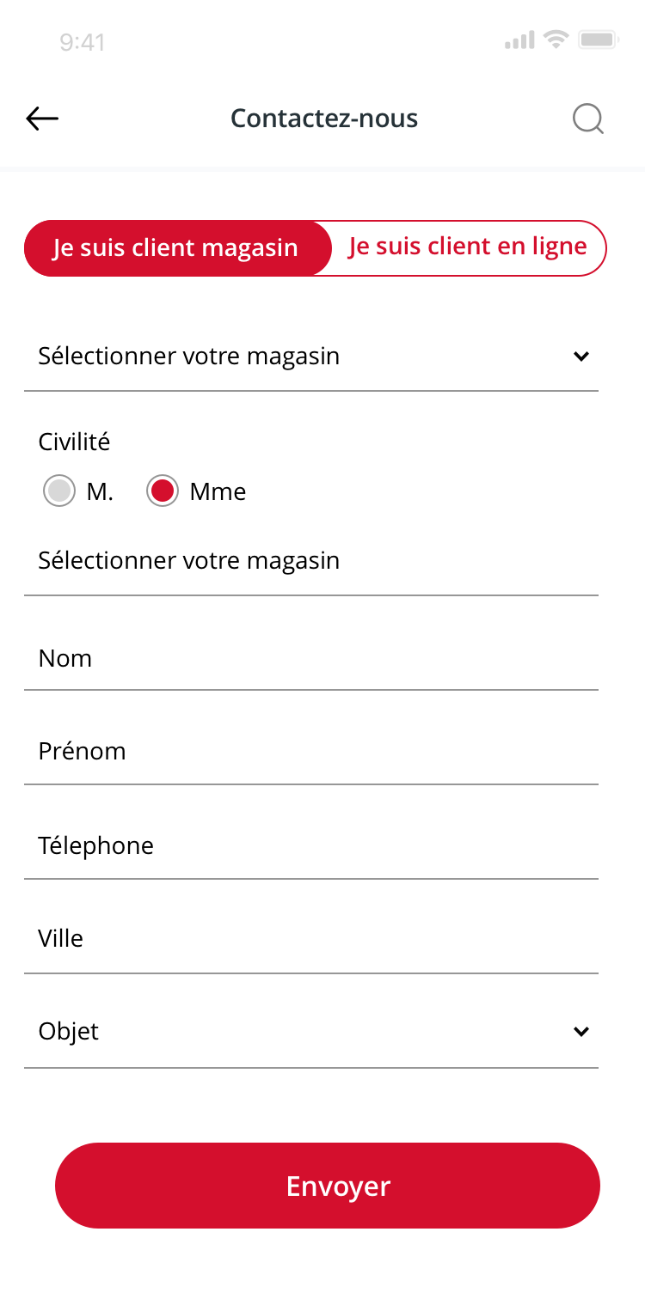 9:41
Contactez-nous
Je suis client magasin
Je suis client en ligne
Sélectionner votre magasin
Civilité
M.
Mme
Sélectionner votre magasin
Nom
Prénom
Télephone
Ville
Objet
Envoyer